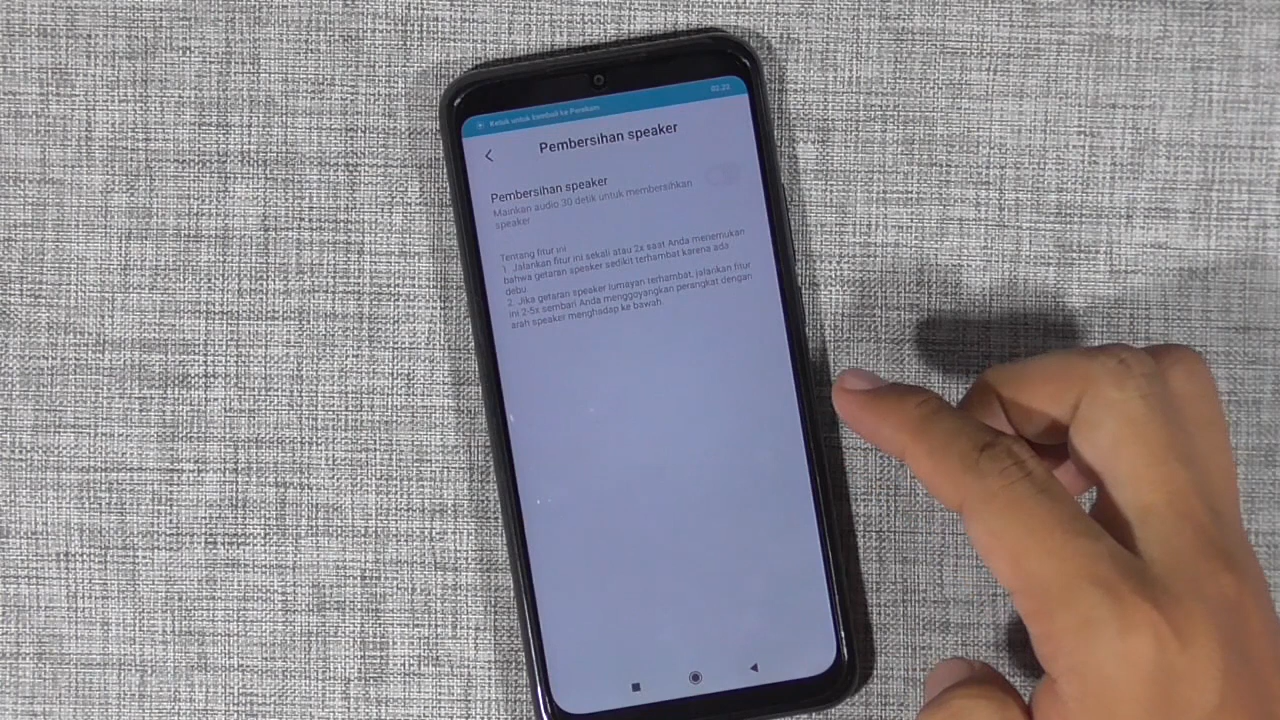 Ketuk untuk kembali ke Perekam 02.22
Pembersihan speaker
Pembersihan speaker
Mainkan audio 30 detik untuk membersihkan
speaker
Tentang fitur ini
1. Jalankan fitur ini sekali atau 2x saat Anda menemukan
bahwa getaran speaker sedikit terhambat karena ada
debu.
2. Jika getaran speaker lumayan terhambat, jalankan fitur
ini 2-5x sembari Anda menggoyangkan perangkat dengan
arah speaker menghadap ke bawah.